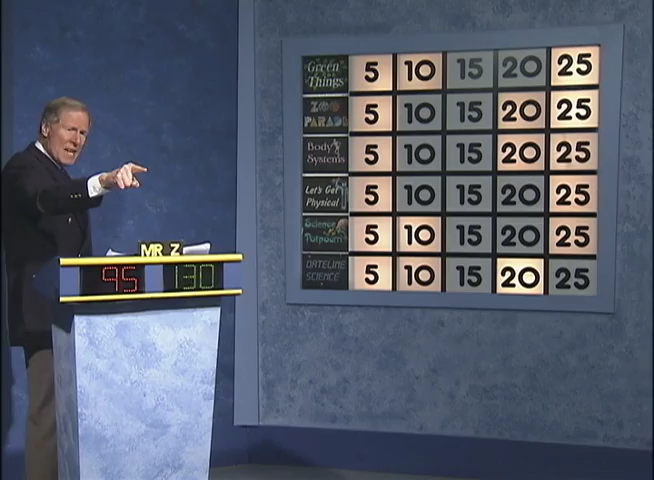 Green Things 5 10 15 20 25
ZOO PARADE 5 10 15 20 25
Body Systems 5 10 15 20 25
Let's Get Physical 5 10 15 20 25
Science Potpourri 5 10 15 20 25
DATELINE SCIENCE 5 10 15 20 25
MR Z
95 130